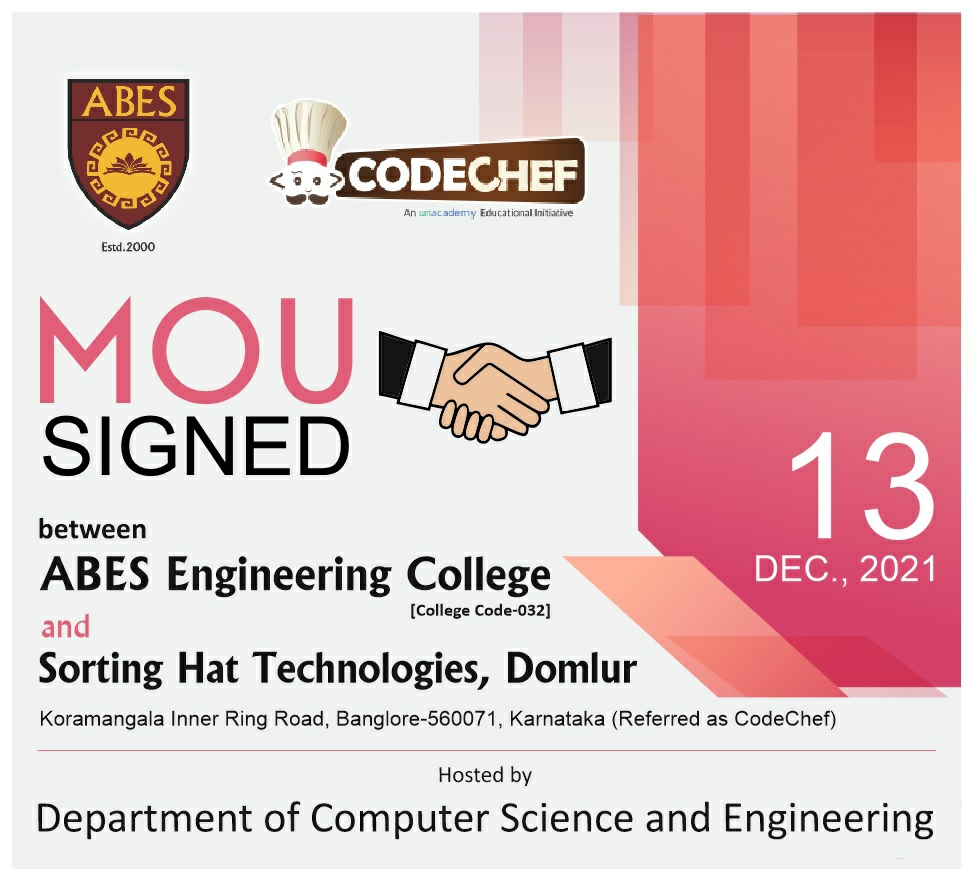 ABES
Estd.2000
CODECHEF
An unacademy Educational Initiative
MOU
SIGNED
13
DEC., 2021
between
ABES Engineering College
[College Code-032]
and
Sorting Hat Technologies, Domlur
Koramangala Inner Ring Road, Banglore-560071, Karnataka (Referred as CodeChef)
Hosted by
Department of Computer Science and Engineering